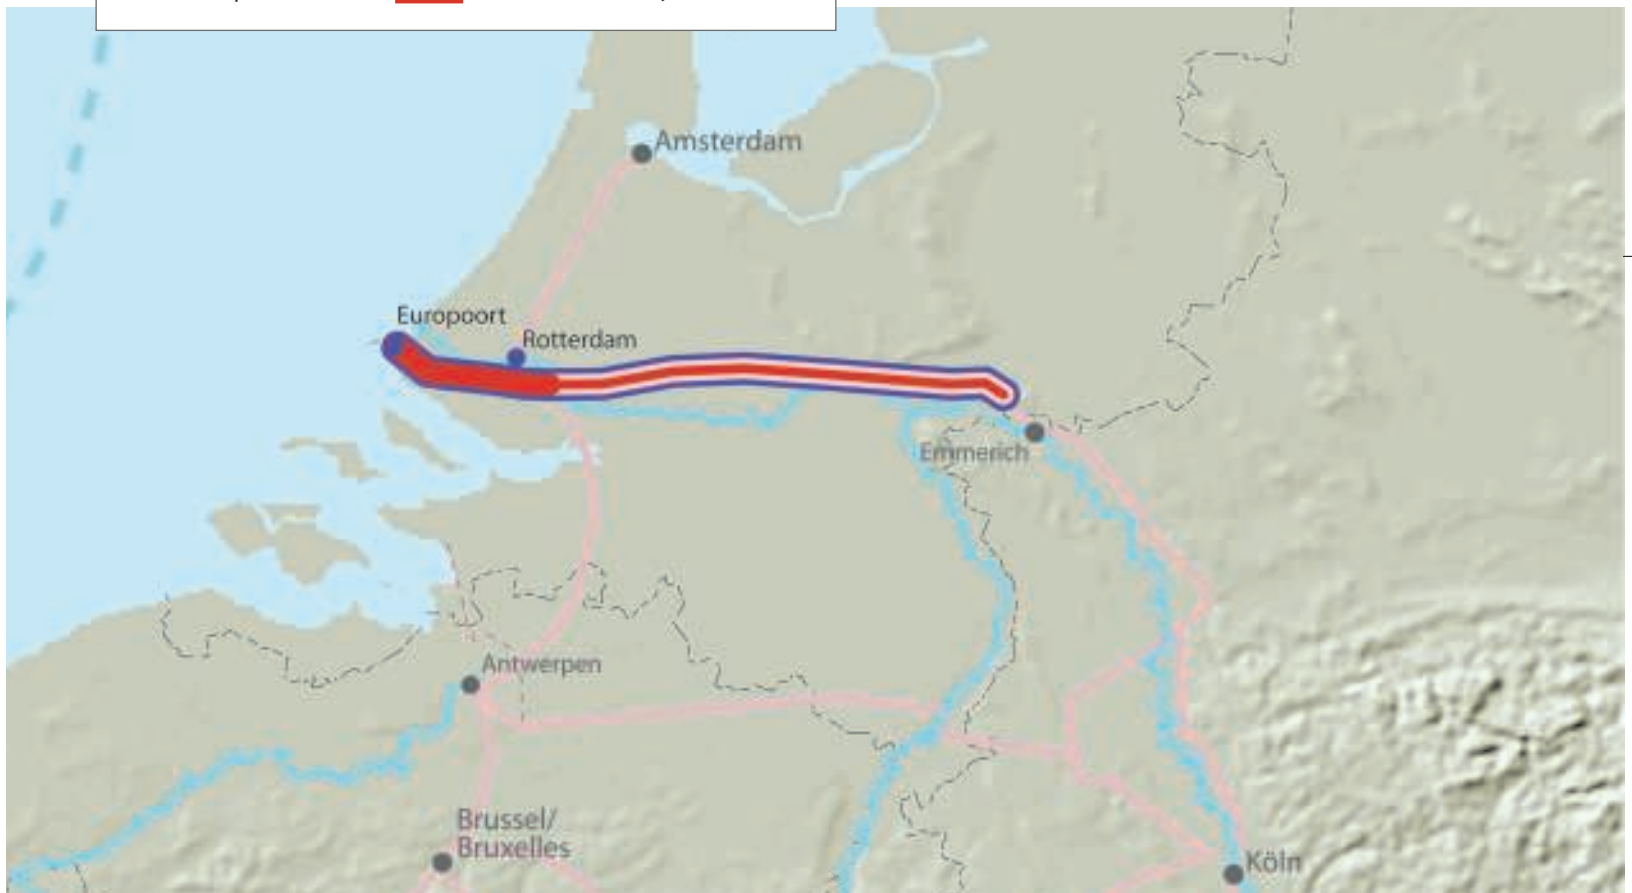 Amsterdam
Europoort
Rotterdam
Emmerich
Antwerpen
Brussel/
Bruxelles
Köln